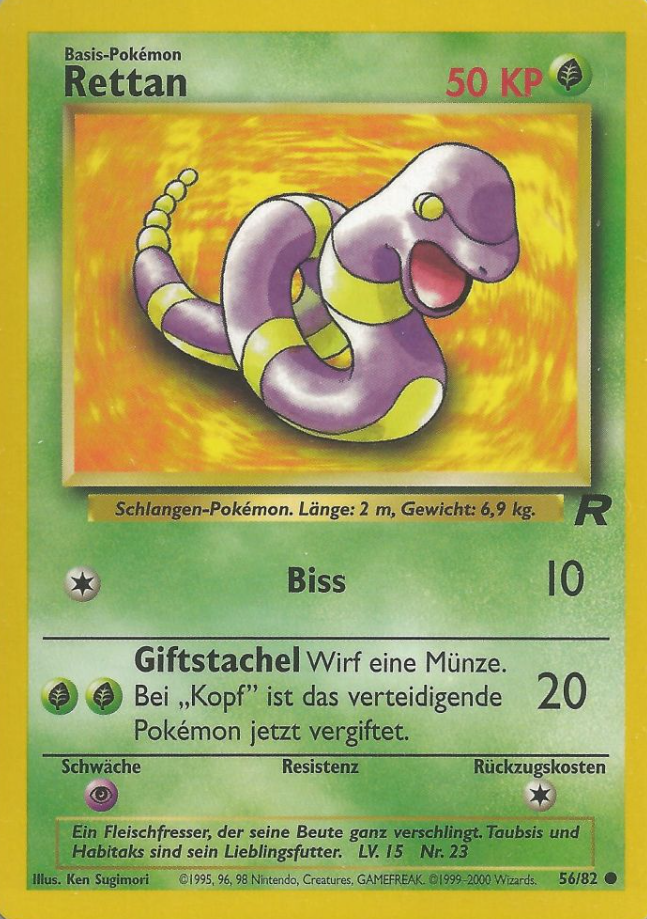 Basis-Pokémon
Rettan
50 KP
Schlangen-Pokémon. Länge: 2 m, Gewicht: 6,9 kg.
R
Biss 10
Giftstachel Wirf eine Münze.
Bei „Kopf” ist das verteidigende 20
Pokémon jetzt vergiftet.
Schwäche Resistenz Rückzugskosten
Ein Fleischfresser, der seine Beute ganz verschlingt. Taubsis und
Habitaks sind sein Lieblingsfutter. LV. 15 Nr. 23
Illus. Ken Sugimori ©1995, 96, 98 Nintendo, Creatures, GAMEFREAK. ©1999-2000 Wizards. 56/82